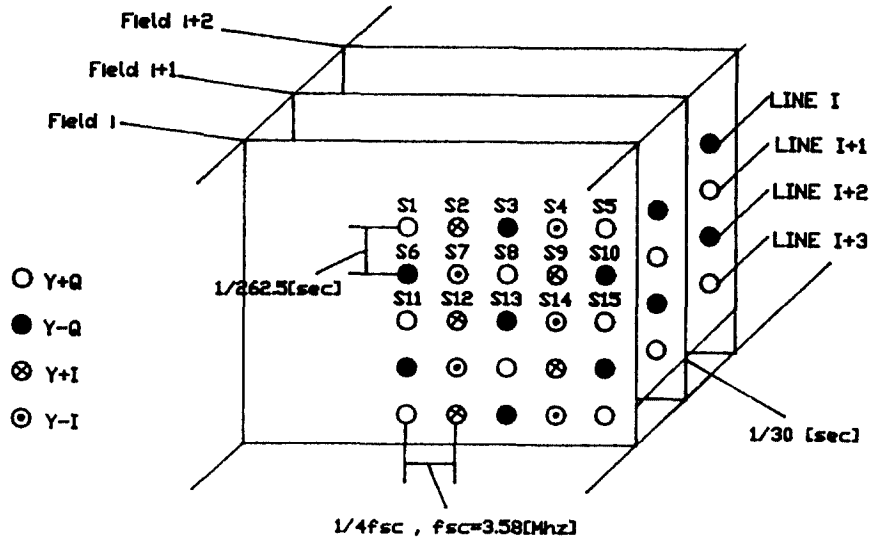 Field i+2
Field i+1
Field i
LINE I
LINE I+1
LINE I+2
LINE I+3
S1 S2 S3 S4 S5
S6 S7 S8 S9 S10
1/262.5[sec]
S11 S12 S13 S14 S15
Y+Q
Y-Q
Y+I
Y-I
1/30 [sec]
1/4fsc , fsc=3.58[Mhz]